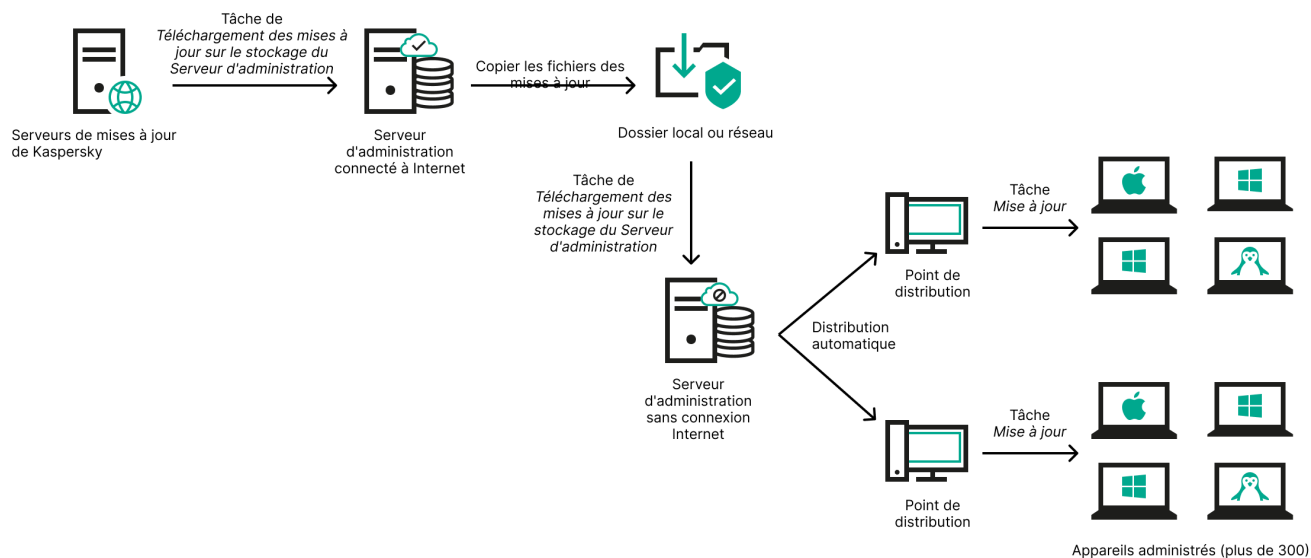 Tâche de
Téléchargement des mises à
jour sur le stockage du
Serveur d'administration
Copier les fichiers des
mises à jour
Serveurs de mises à jour
de Kaspersky
Serveur
d'administration
connecté à Internet
Dossier local ou réseau
Tâche de
Téléchargement des
mises à jour sur le
stockage du Serveur
d'administration
Tâche
Mise à jour
Point de
distribution
Distribution
automatique
Serveur
d'administration
sans connexion
Internet
Tâche
Mise à jour
Point de
distribution
Appareils administrés (plus de 300)